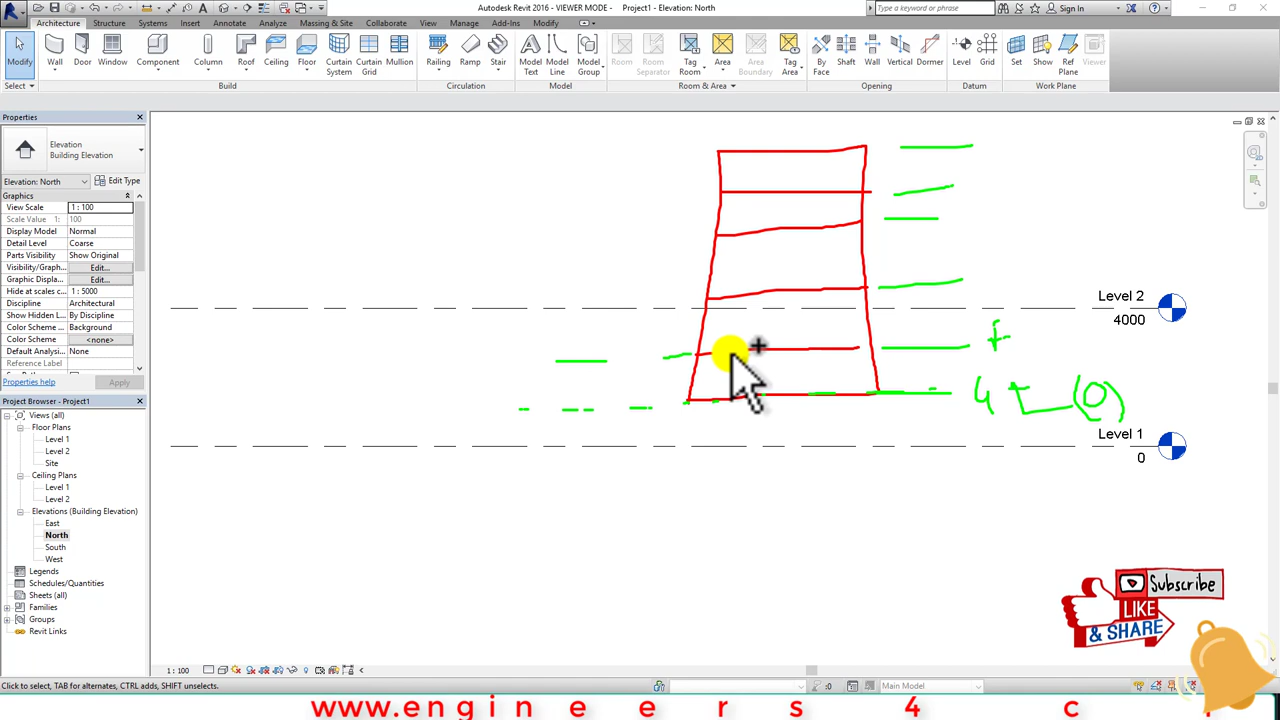 Autodesk Revit 2016 - VIEWER MODE - Project1 - Elevation: North
Type a keyword or phrase
Sign In
Architecture Structure Systems Insert Annotate Analyze Massing & Site Collaborate View Manage Add-Ins Modify
Modify Wall Door Window Component Column Roof Ceiling Curtain System Curtain Grid Floor Mullion Railing Ramp Stair Model Text Model Line Model Group Room Room Separator Tag Room Area Area Boundary Tag Area By Face Shaft Wall Vertical Dormer Level Grid Set Show Ref Plane Viewer
Select Build Circulation Model Room & Area Opening Datum Work Plane
Properties
Elevation
Building Elevation
Elevation: North Edit Type
Graphics
View Scale 1 : 100
Scale Value 1: 100
Display Model Normal
Detail Level Coarse
Parts Visibility Show Original
Visibility/Graph... Edit...
Graphic Displa... Edit...
Hide at scales c... 1 : 5000
Discipline Architectural
Show Hidden L... By Discipline
Color Scheme ... Background
Color Scheme <none>
Default Analysi... None
Reference Label
Properties help Apply
Project Browser - Project1
Views (all)
Floor Plans
Level 1
Level 2
Site
Ceiling Plans
Level 1
Level 2
Elevations (Building Elevation)
East
North
South
West
Legends
Schedules/Quantities
Sheets (all)
Families
Groups
Revit Links
Level 2
4000
Level 1
0
Subscribe
LIKE
& SHARE
1 : 100
Click to select, TAB for alternates, CTRL adds, SHIFT unselects.
:0
Main Model
www.engineers4c.